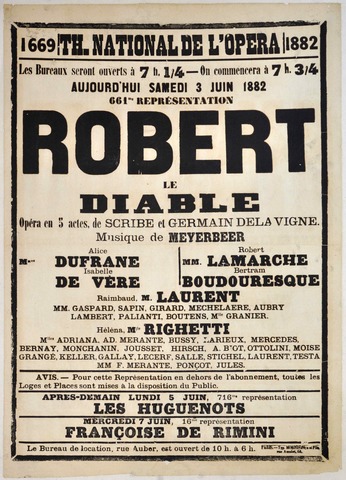 1669 TH. NATIONAL DE L'OPERA 1882
Les Bureaux seront ouverts à 7 h. 1/4 — On commencera à 7 h. 3/4
AUJOURD'HUI SAMEDI 3 JUIN 1882
661me REPRÉSENTATION
ROBERT
LE
DIABLE
Opéra en 5 actes, de SCRIBE et GERMAIN DELAVIGNE.
Musique de MEYERBEER
Alice Robert
Mmes DUFRANE MM. LAMARCHE
Isabelle Bertram
DE VÈRE BOUDOURESQUE
Raimbaud, M. LAURENT
MM. GASPARD, SAPIN, GIRARD, MECHELAERE, AUBRY
LAMBERT, PALIANTI, BOUTENS, Mlle GRANIER.
Héléna, Mlle RIGHETTI
Mlles ADRIANA, AD. MERANTE, BUSSY, LARIEUX, MERCEDES,
BERNAY, MONCHANIN, JOUSSET, HIRSCH, A. BIOT, OTTOLINI, MOISE
GRANGÉ, KELLER, GALLAY, LECERF, SALLE, STICHEL, LAURENT, TESTA
MM F. MERANTE, PONÇOT, JULES.
AVIS. — Pour cette Représentation en dehors de l'abonnement, toutes les
Loges et Places sont mises à la disposition du Public.
APRES-DEMAIN LUNDI 5 JUIN, 716me représentation
LES HUGUENOTS
MERCREDI 7 JUIN, 16me représentation
FRANÇOISE DE RIMINI
Le Bureau de location, rue Auber, est ouvert de 10 h. à 6 h.